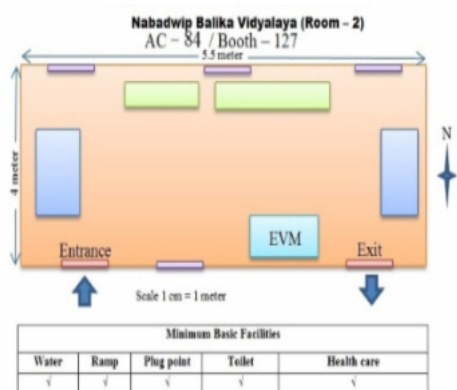 Nabadwip Balika Vidyalaya (Room – 2)
AC – 84 / Booth – 127
5.5 meter
4 meter
N
EVM
Entrance
Exit
Scale 1 cm = 1 meter
Minimum Basic Facilities
Water Ramp Plug point Toilet Health care
√ √ √ √ √